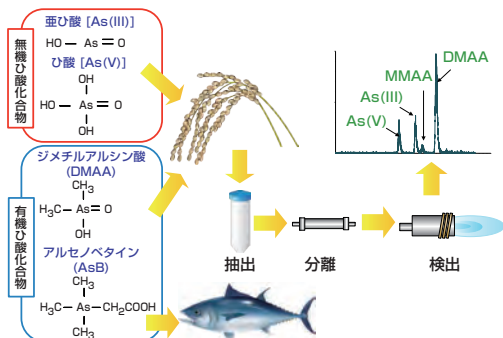 無機ひ酸化合物
亜ひ酸 [As(III)]
HO — As = O
ひ酸 [As(V)]
OH
HO — As = O
OH
有機ひ酸化合物
ジメチルアルシン酸
(DMAA)
CH₃
H₃C — As = O
OH
アルセノベタイン
(AsB)
CH₃
H₃C — As — CH₂COOH
CH₃
DMAA
MMAA
As(III)
As(V)
抽出
分離
検出